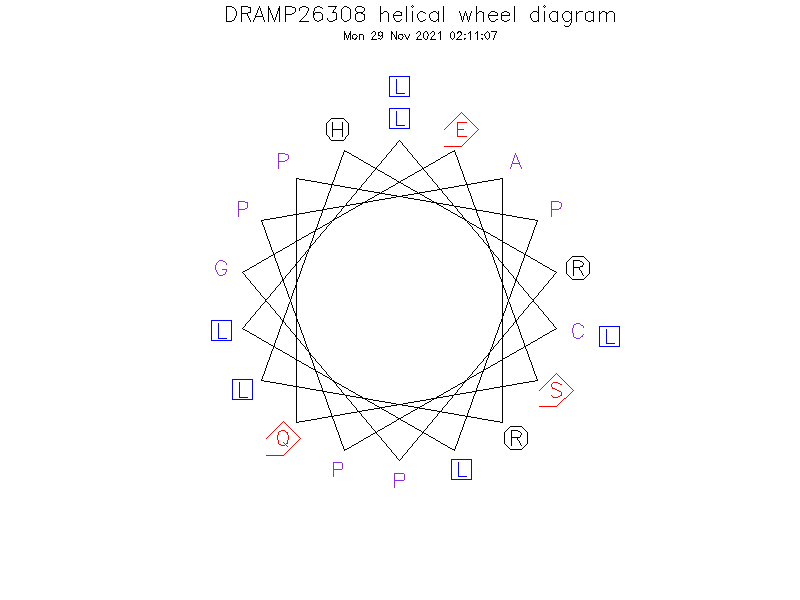 DRAMP26308 helical wheel diagram
Mon 29 Nov 2021 02:11:07
L
L
H E
P A
P P
G R
L C L
L S
Q R
P L
P